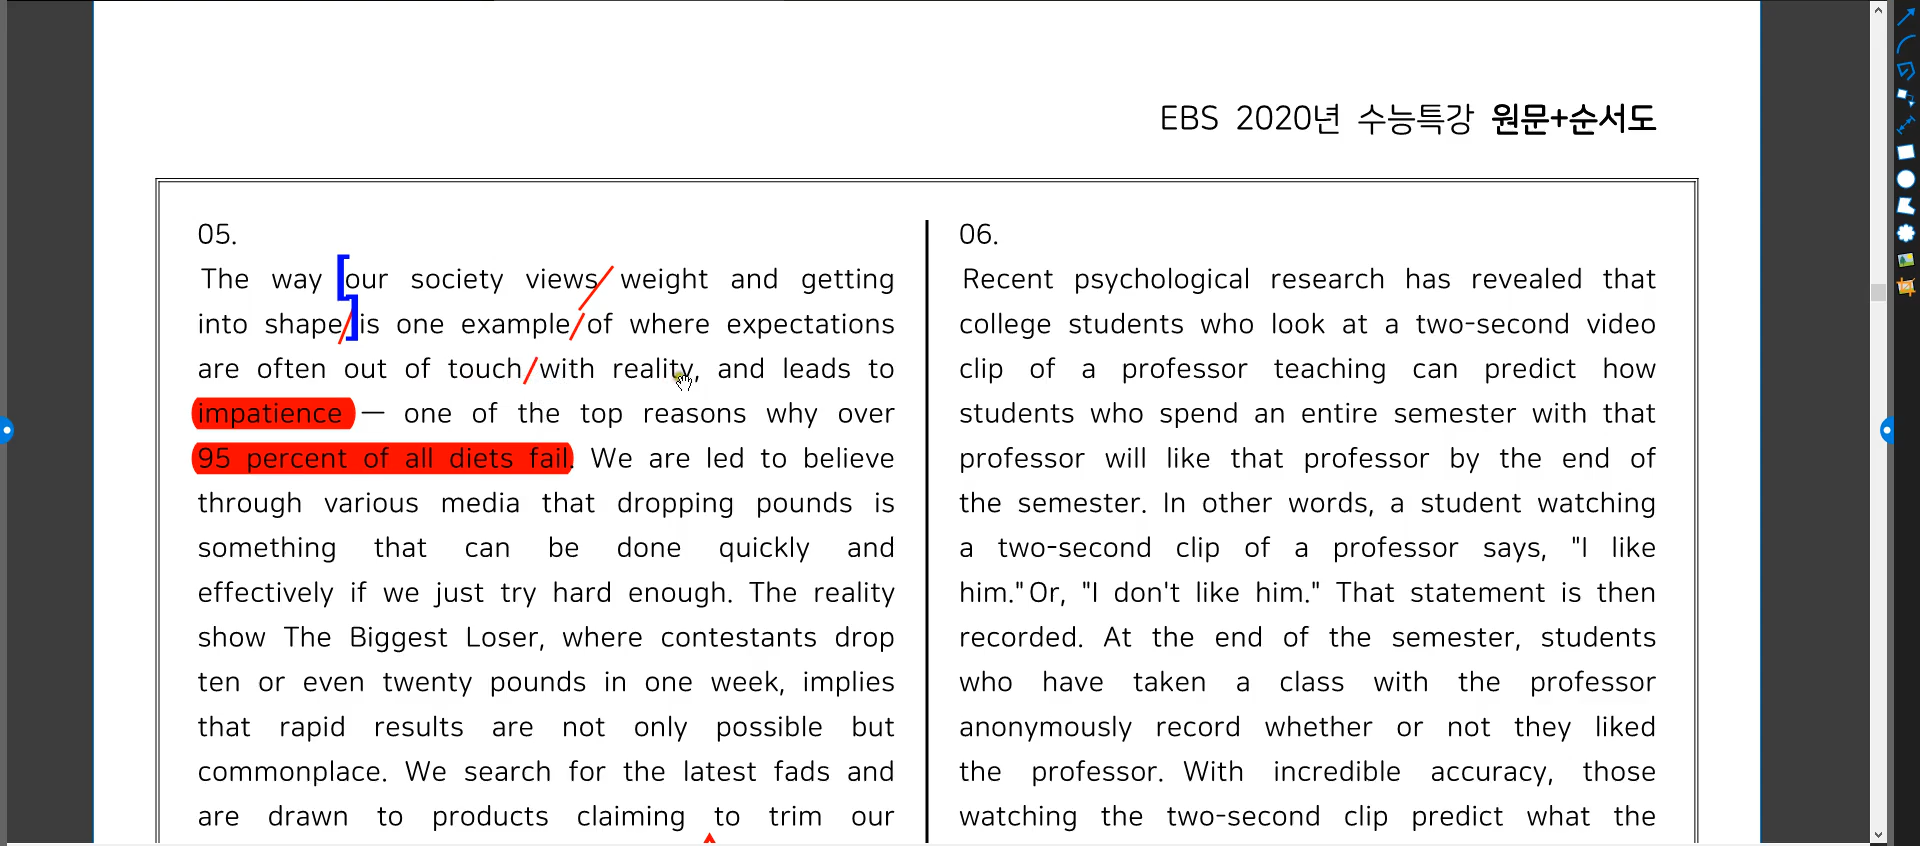 EBS 2020년 수능특강 원문+순서도
05.
The way our society views weight and getting
into shape is one example of where expectations
are often out of touch with reality, and leads to
impatience — one of the top reasons why over
95 percent of all diets fail. We are led to believe
through various media that dropping pounds is
something that can be done quickly and
effectively if we just try hard enough. The reality
show The Biggest Loser, where contestants drop
ten or even twenty pounds in one week, implies
that rapid results are not only possible but
commonplace. We search for the latest fads and
are drawn to products claiming to trim our
06.
Recent psychological research has revealed that
college students who look at a two-second video
clip of a professor teaching can predict how
students who spend an entire semester with that
professor will like that professor by the end of
the semester. In other words, a student watching
a two-second clip of a professor says, "I like
him."Or, "I don't like him." That statement is then
recorded. At the end of the semester, students
who have taken a class with the professor
anonymously record whether or not they liked
the professor. With incredible accuracy, those
watching the two-second clip predict what the